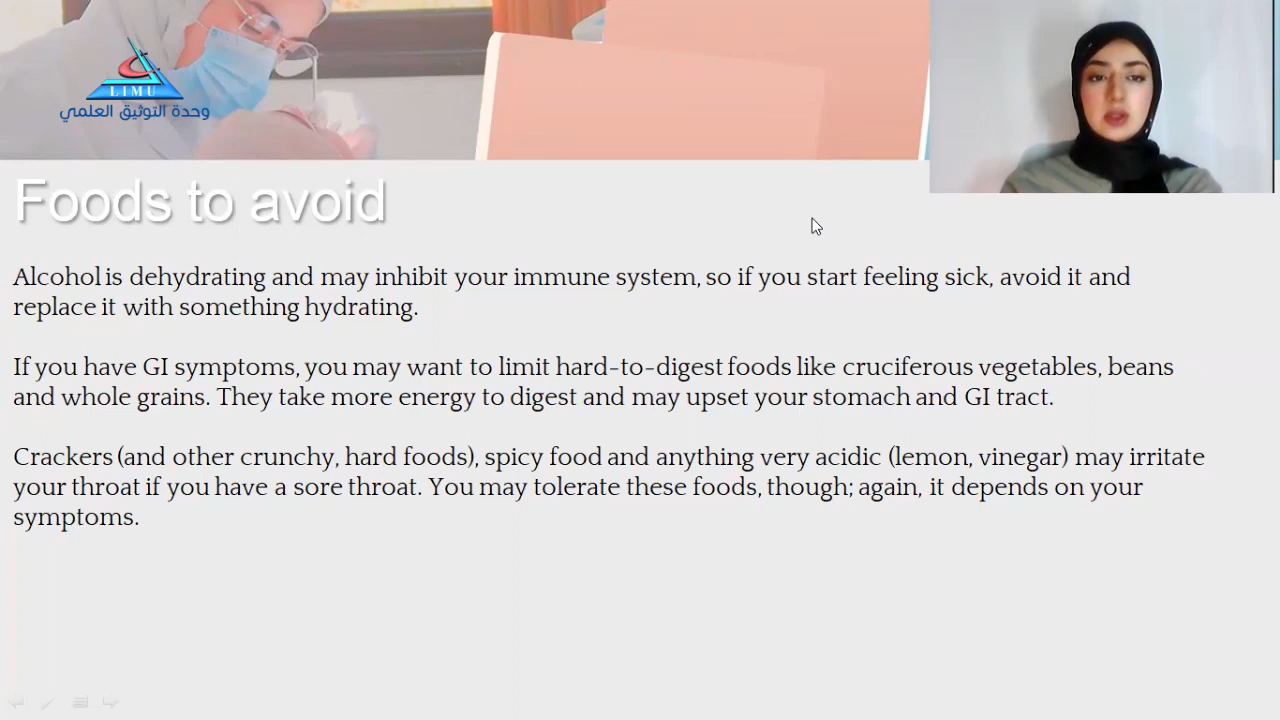 LIMU
وحدة التوثيق العلمي
Foods to avoid
Alcohol is dehydrating and may inhibit your immune system, so if you start feeling sick, avoid it and
replace it with something hydrating.
If you have GI symptoms, you may want to limit hard-to-digest foods like cruciferous vegetables, beans
and whole grains. They take more energy to digest and may upset your stomach and GI tract.
Crackers (and other crunchy, hard foods), spicy food and anything very acidic (lemon, vinegar) may irritate
your throat if you have a sore throat. You may tolerate these foods, though; again, it depends on your
symptoms.